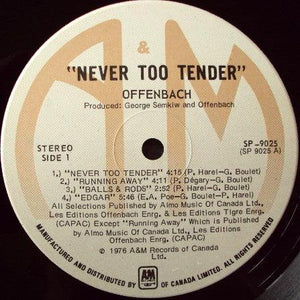 A&M
"NEVER TOO TENDER"
OFFENBACH
Produced: George Semkiw and Offenbach
STEREO
SIDE 1
SP-9025
(SP 9025 A)
1.) "NEVER TOO TENDER" 4:15 (P. Harel-G. Boulet)
2.) "RUNNING AWAY" 4:11 (P. Dégary-G. Boulet)
3.) "BALLS & RODS" 2:52 (P. Harel-G. Boulet)
4.) "EDGAR" 5:46 (E.A. Poe-G. Boulet-P. Harel)
All Selections Published by Almo Music Of Canada Ltd.,
Les Editions Offenbach Enrg. & Les Editions Tigre Enrg.
(CAPAC) Except "Running Away" which is Published in
by Almo Music Of Canada Ltd., Les Editions
Offenbach Enrg. (CAPAC)
℗ 1976 A&M Records of Canada Ltd.
MANUFACTURED AND DISTRIBUTED BY A&M RECORDS OF CANADA LIMITED. ALL RIGHTS RESERVED